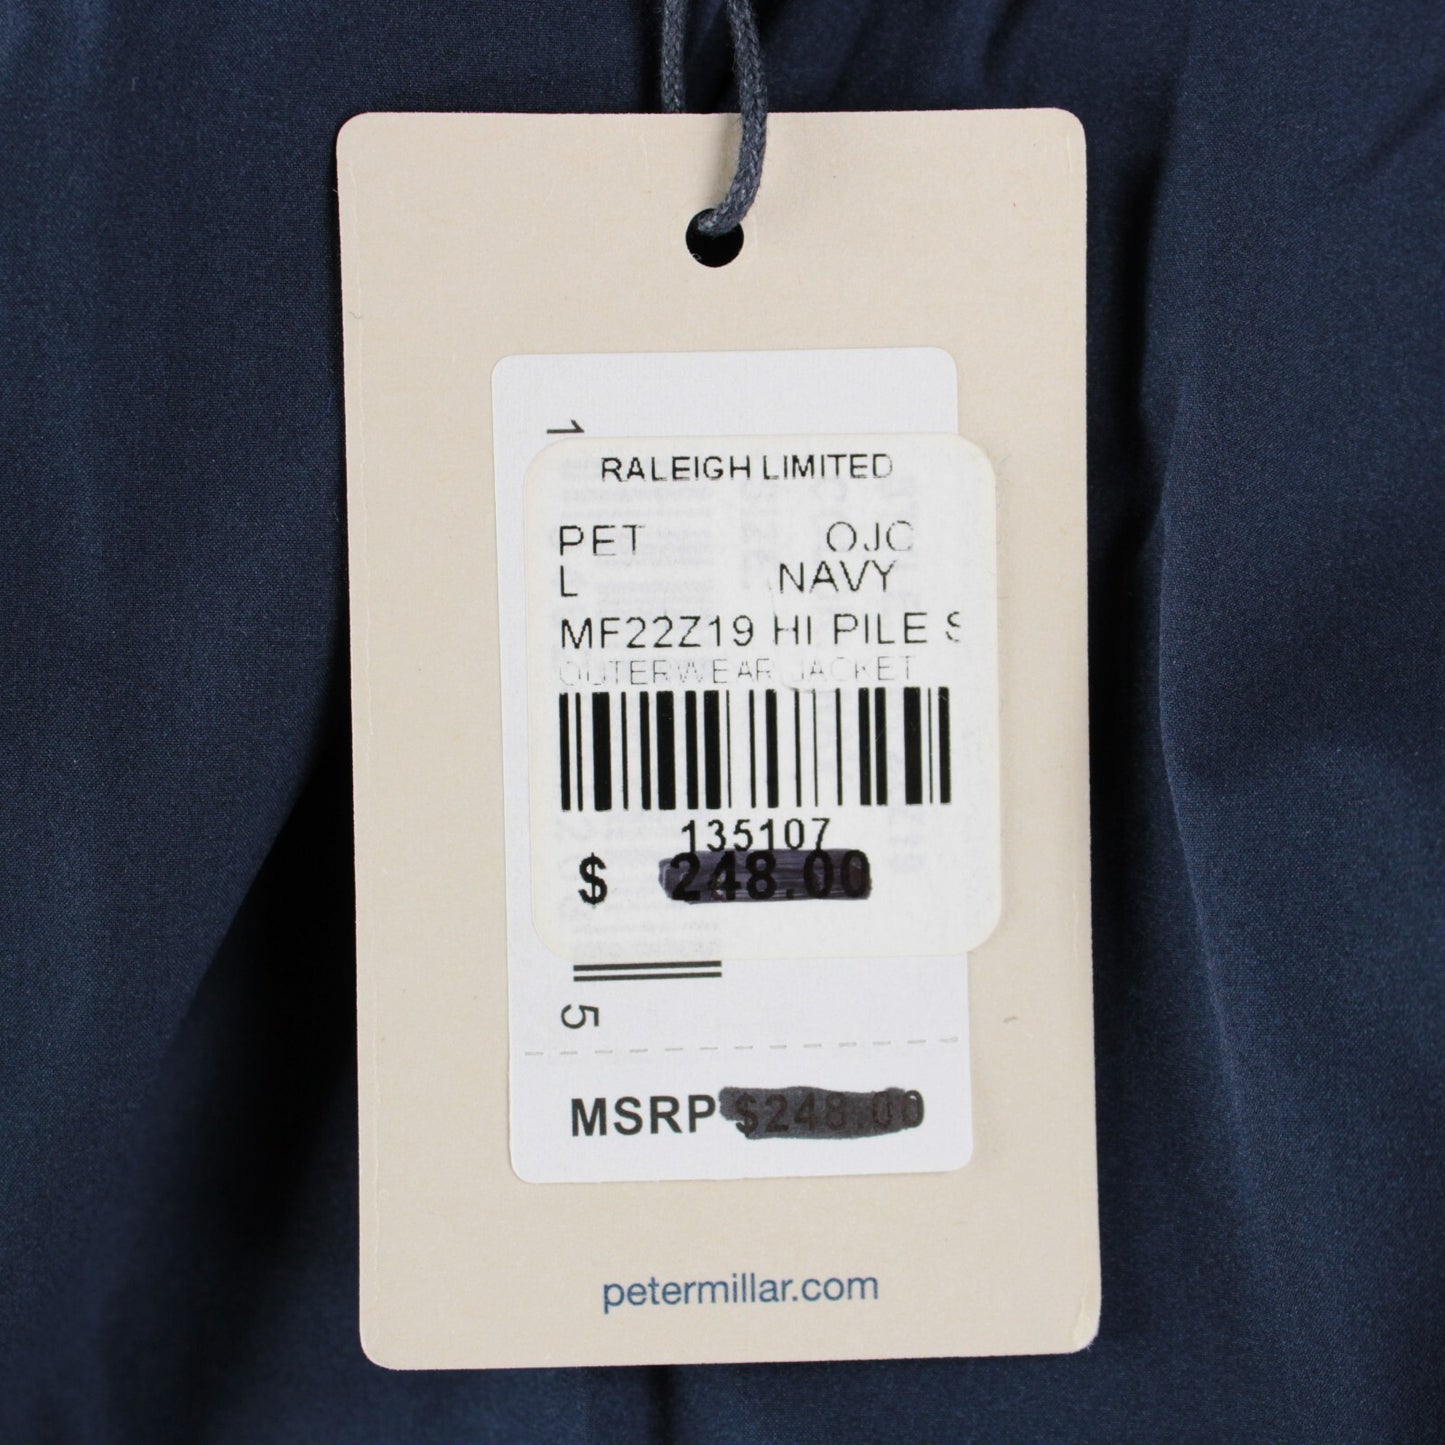 1
RALEIGH LIMITED
PET OJC
L NAVY
MF22Z19 HI PILE S
OUTERWEAR JACKET
135107
$ 248.00
5
MSRP $248.00
petermillar.com